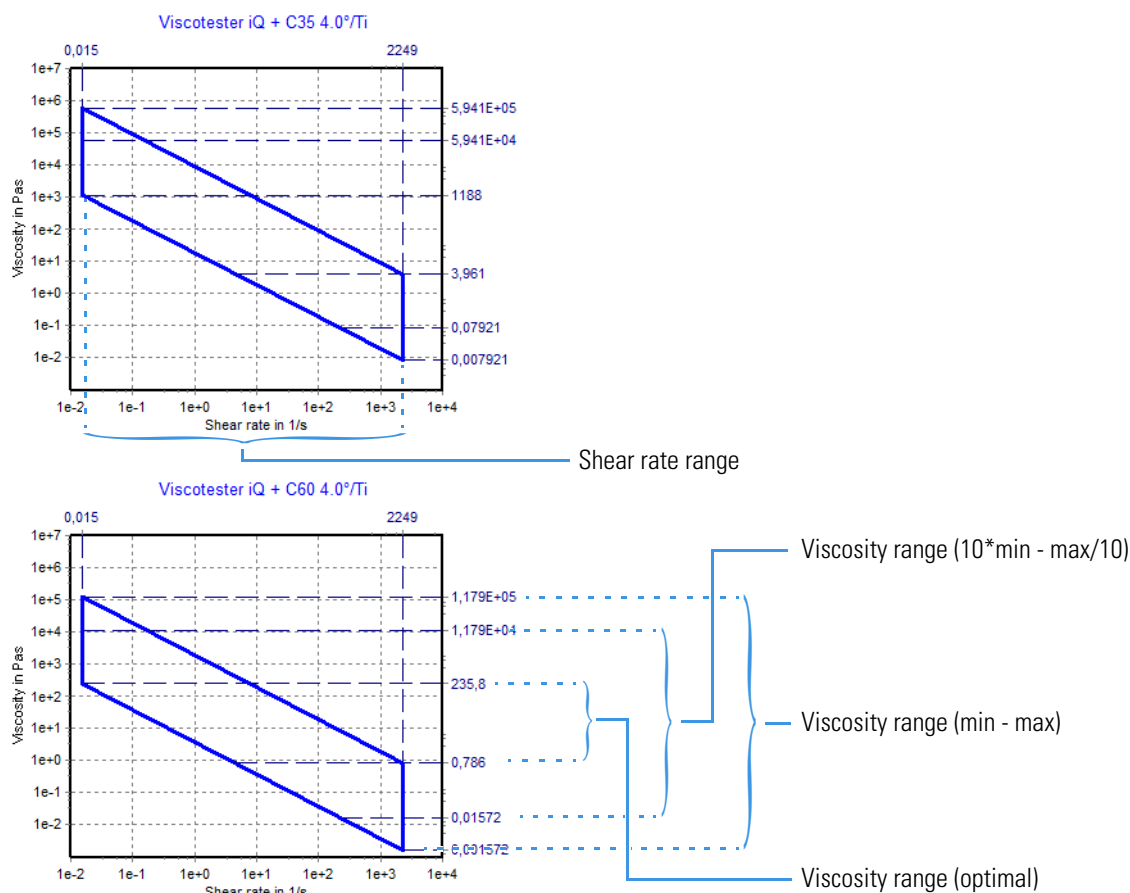 Viscotester iQ + C35 4.0°/Ti
0,015 2249
1e+7
1e+6
1e+5
1e+4
1e+3
1e+2
1e+1
1e+0
1e-1
1e-2
Viscosity in Pas
5,941E+05
5,941E+04
1188
3,961
0,07921
0,007921
1e-2 1e-1 1e+0 1e+1 1e+2 1e+3 1e+4
Shear rate in 1/s
Shear rate range
Viscotester iQ + C60 4.0°/Ti
0,015 2249
1e+7
1e+6
1e+5
1e+4
1e+3
1e+2
1e+1
1e+0
1e-1
1e-2
Viscosity in Pas
1,179E+05
1,179E+04
235,8
0,786
0,01572
0,001572
1e-2 1e-1 1e+0 1e+1 1e+2 1e+3 1e+4
Shear rate in 1/s
Viscosity range (10*min - max/10)
Viscosity range (min - max)
Viscosity range (optimal)